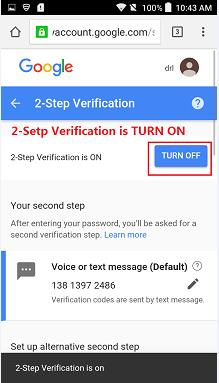 10:43 AM
account.google.com/s
3
Google
drl
2-Step Verification
2-Setp Verification is TURN ON
2-Step Verification is ON
TURN OFF
Your second step
After entering your password, you'll be asked for a
second verification step. Learn more
Voice or text message (Default)
138 1397 2486
Verification codes are sent by text message.
Set up alternative second step
2-Step Verification is on